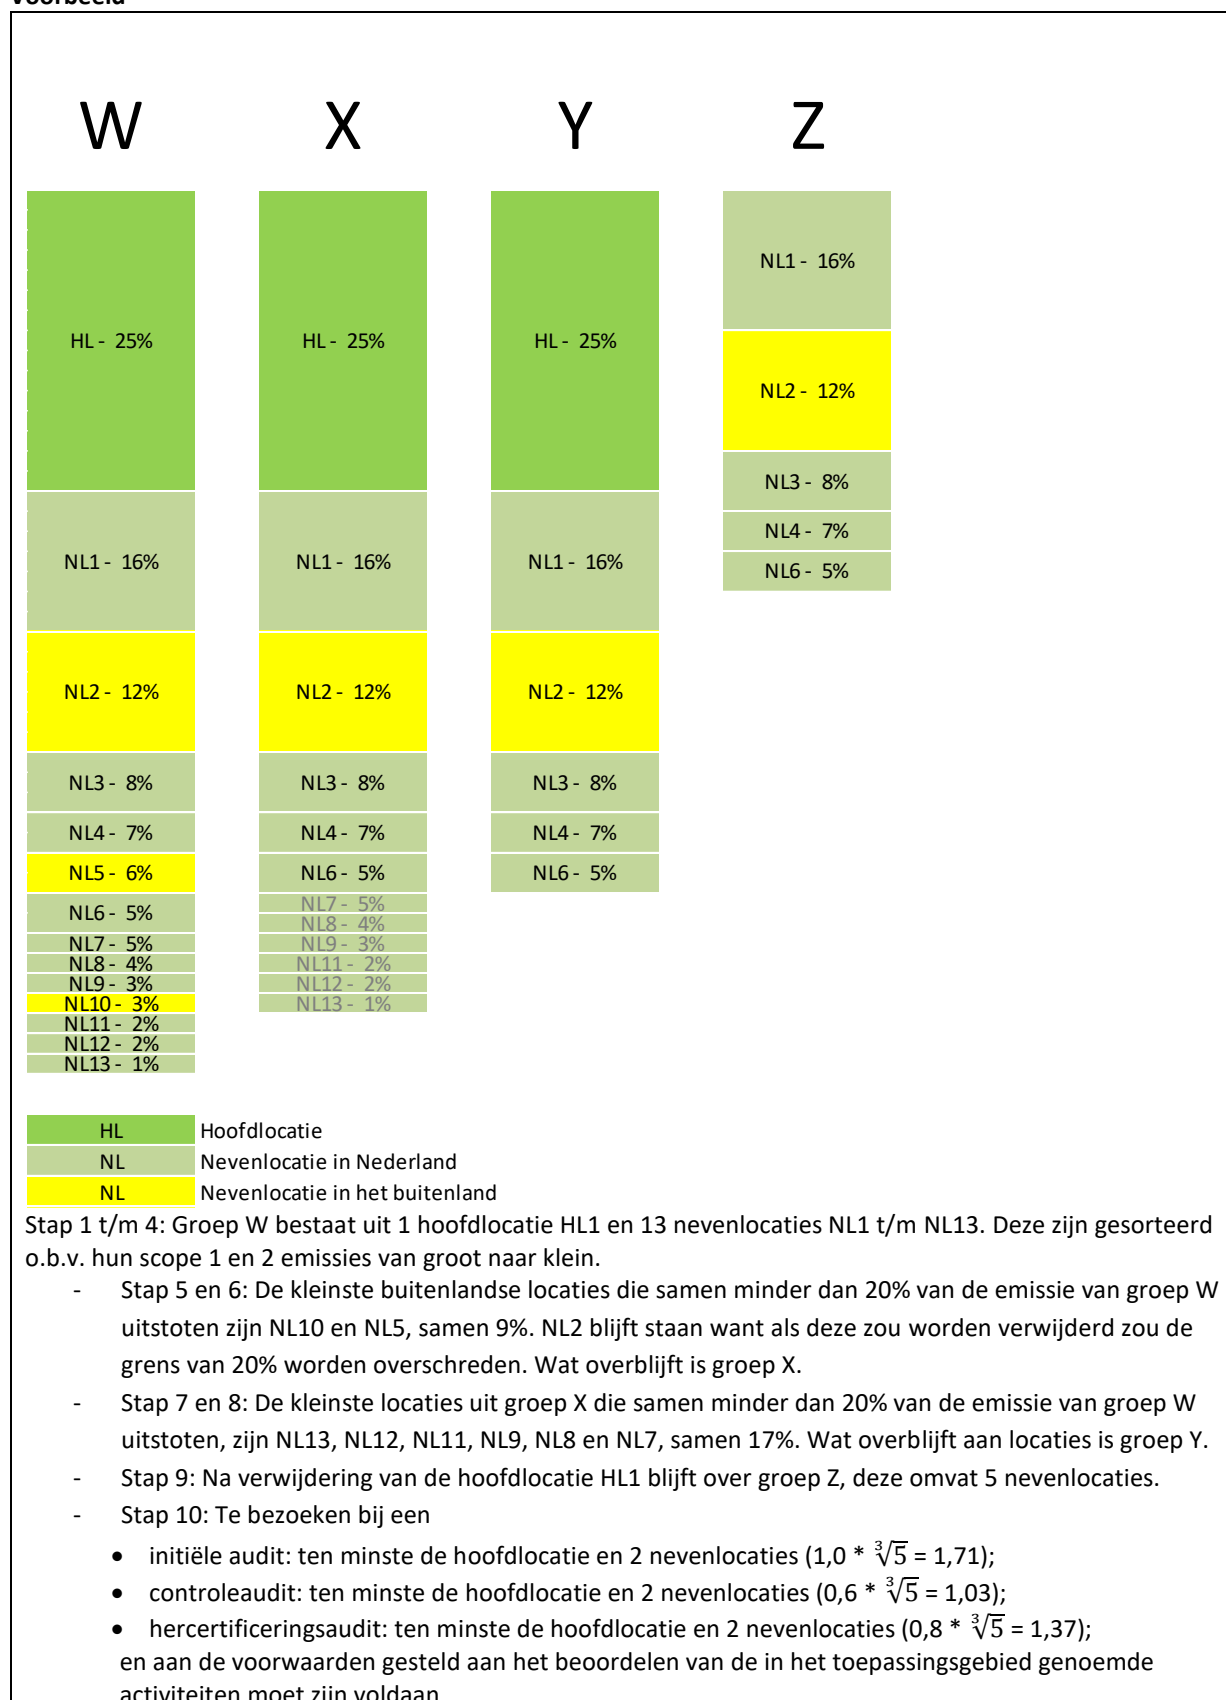 Voorbeeld
W X Y Z
HL - 25% HL - 25% HL - 25% NL1 - 16%
NL2 - 12%
NL3 - 8%
NL4 - 7%
NL1 - 16% NL1 - 16% NL1 - 16% NL6 - 5%
NL2 - 12% NL2 - 12% NL2 - 12%
NL3 - 8% NL3 - 8% NL3 - 8%
NL4 - 7% NL4 - 7% NL4 - 7%
NL5 - 6% NL6 - 5% NL6 - 5%
NL6 - 5% NL7 - 5%
NL8 - 4%
NL7 - 5% NL9 - 3%
NL8 - 4% NL11 - 2%
NL9 - 3% NL12 - 2%
NL10 - 3% NL13 - 1%
NL11 - 2%
NL12 - 2%
NL13 - 1%
HL Hoofdlocatie
NL Nevenlocatie in Nederland
NL Nevenlocatie in het buitenland
Stap 1 t/m 4: Groep W bestaat uit 1 hoofdlocatie HL1 en 13 nevenlocaties NL1 t/m NL13. Deze zijn gesorteerd
o.b.v. hun scope 1 en 2 emissies van groot naar klein.
- Stap 5 en 6: De kleinste buitenlandse locaties die samen minder dan 20% van de emissie van groep W
uitstoten zijn NL10 en NL5, samen 9%. NL2 blijft staan want als deze zou worden verwijderd zou de
grens van 20% worden overschreden. Wat overblijft is groep X.
- Stap 7 en 8: De kleinste locaties uit groep X die samen minder dan 20% van de emissie van groep W
uitstoten, zijn NL13, NL12, NL11, NL9, NL8 en NL7, samen 17%. Wat overblijft aan locaties is groep Y.
- Stap 9: Na verwijdering van de hoofdlocatie HL1 blijft over groep Z, deze omvat 5 nevenlocaties.
- Stap 10: Te bezoeken bij een
• initiële audit: ten minste de hoofdlocatie en 2 nevenlocaties (1,0 * ∛5 = 1,71);
• controleaudit: ten minste de hoofdlocatie en 2 nevenlocaties (0,6 * ∛5 = 1,03);
• hercertificeringsaudit: ten minste de hoofdlocatie en 2 nevenlocaties (0,8 * ∛5 = 1,37);
en aan de voorwaarden gesteld aan het beoordelen van de in het toepassingsgebied genoemde
activiteiten moet zijn voldaan